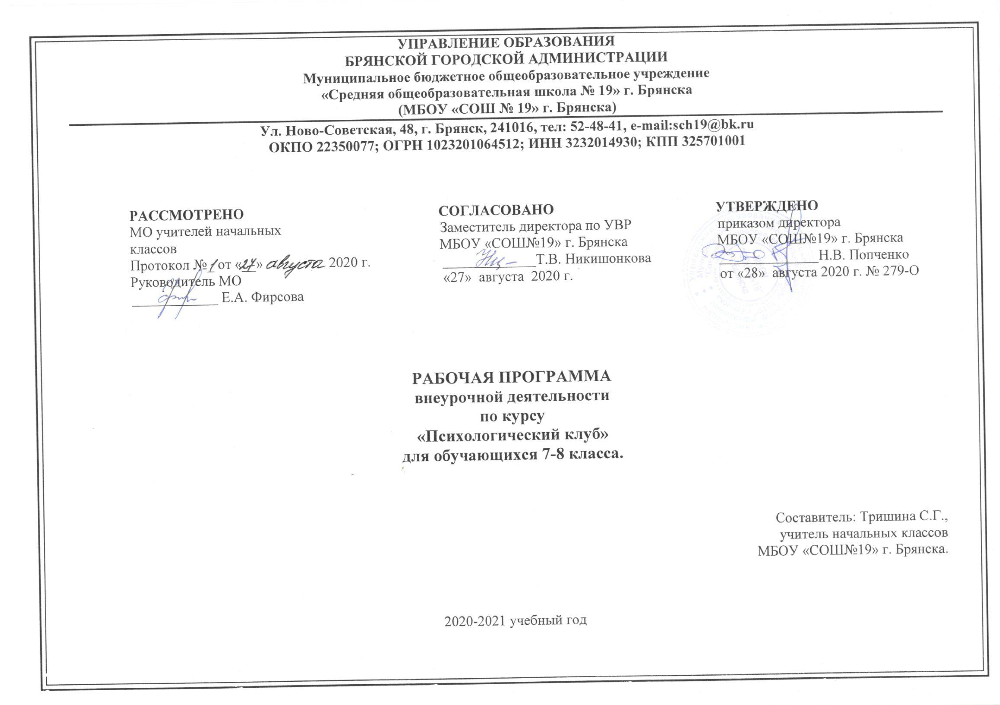 УПРАВЛЕНИЕ ОБРАЗОВАНИЯ
БРЯНСКОЙ ГОРОДСКОЙ АДМИНИСТРАЦИИ
Муниципальное бюджетное общеобразовательное учреждение
«Средняя общеобразовательная школа № 19» г. Брянска
(МБОУ «СОШ № 19» г. Брянска)
Ул. Ново-Советская, 48, г. Брянск, 241016, тел: 52-48-41, e-mail:sch19@bk.ru
ОКПО 22350077; ОГРН 1023201064512; ИНН 3232014930; КПП 325701001
РАССМОТРЕНО
МО учителей начальных
классов
Протокол № 1 от «27» августа 2020 г.
Руководитель МО
____________ Е.А. Фирсова
СОГЛАСОВАНО
Заместитель директора по УВР
МБОУ «СОШ№19» г. Брянска
_____________Т.В. Никишонкова
«27» августа 2020 г.
УТВЕРЖДЕНО
приказом директора
МБОУ «СОШ№19» г. Брянска
______________Н.В. Попченко
от «28» августа 2020 г. № 279-О
РАБОЧАЯ ПРОГРАММА
внеурочной деятельности
по курсу
«Психологический клуб»
для обучающихся 7-8 класса.
Составитель: Тришина С.Г.,
учитель начальных классов
МБОУ «СОШ№19» г. Брянска.
2020-2021 учебный год